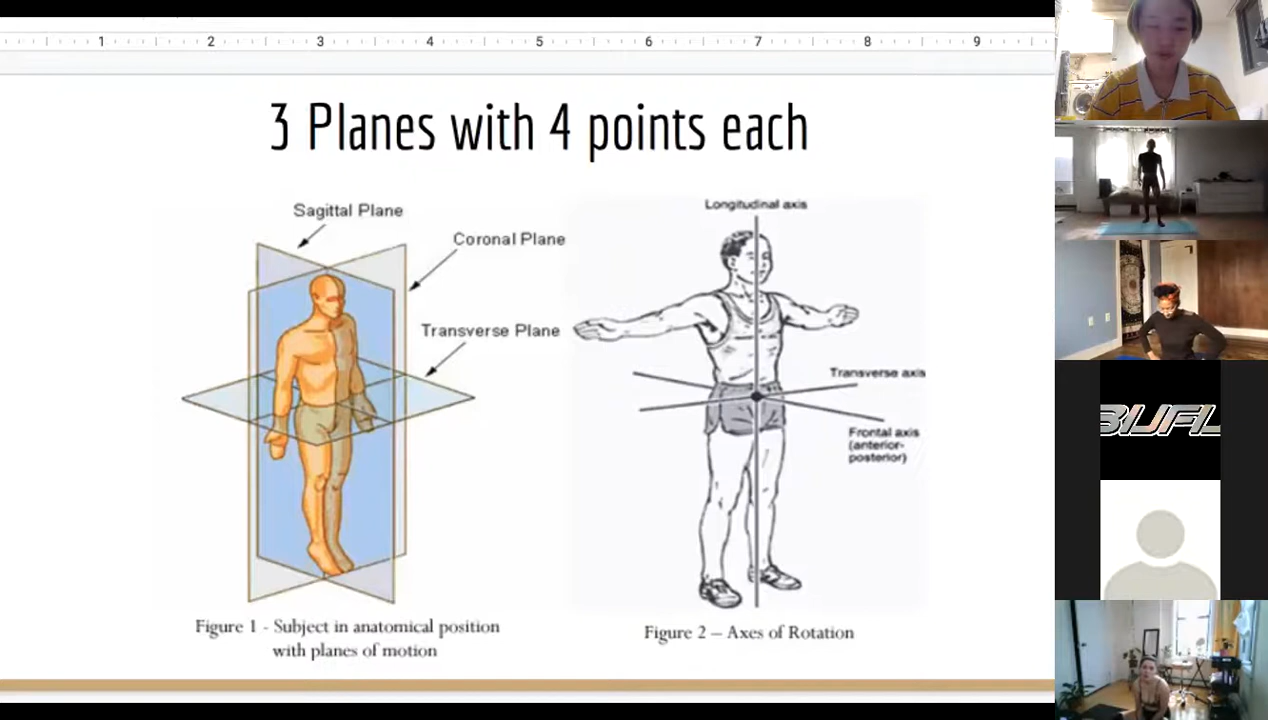 1 2 3 4 5 6 7 8 9
3 Planes with 4 points each
Sagittal Plane
Coronal Plane
Transverse Plane
Figure 1 - Subject in anatomical position
with planes of motion
Longitudinal axis
Transverse axis
Frontal axis
(anterior-
posterior)
Figure 2 – Axes of Rotation